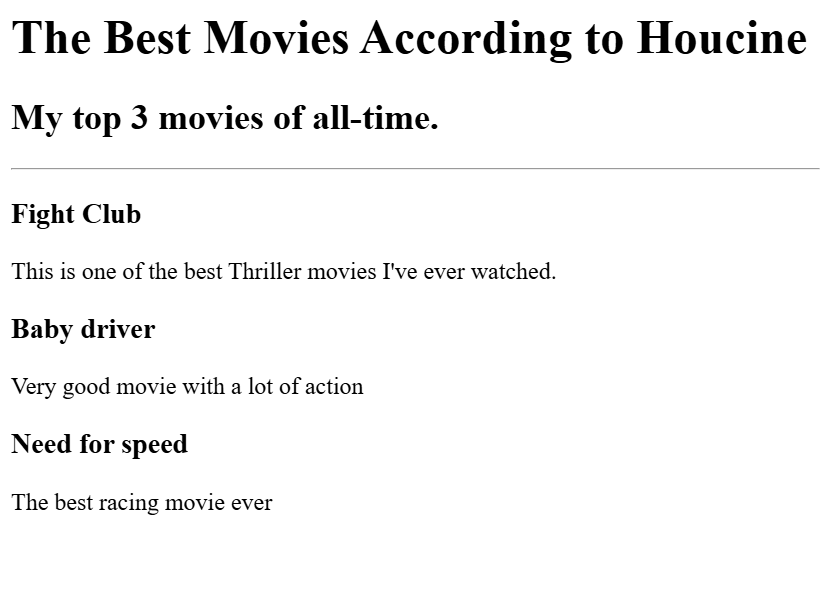 The Best Movies According to Houcine
My top 3 movies of all-time.
Fight Club
This is one of the best Thriller movies I've ever watched.
Baby driver
Very good movie with a lot of action
Need for speed
The best racing movie ever